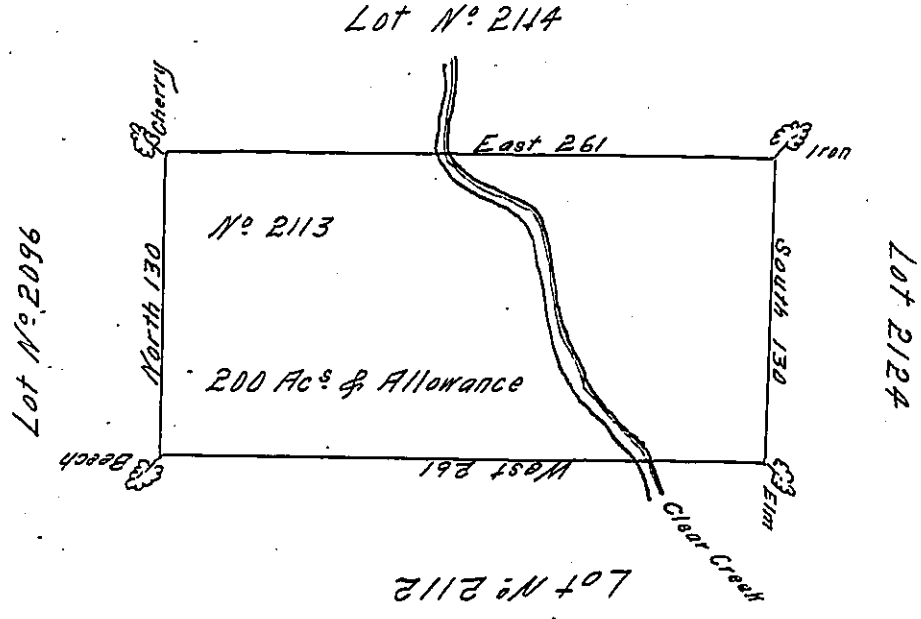 Lot Nº 2114
Cherry
East 261
Iron
Nº 2113
Lot Nº 2096
North 130
South 130
Lot 2124
200 Acˢ & Allowance
Beech
West 261
Elm
Clear Creek
Lot Nº 2112